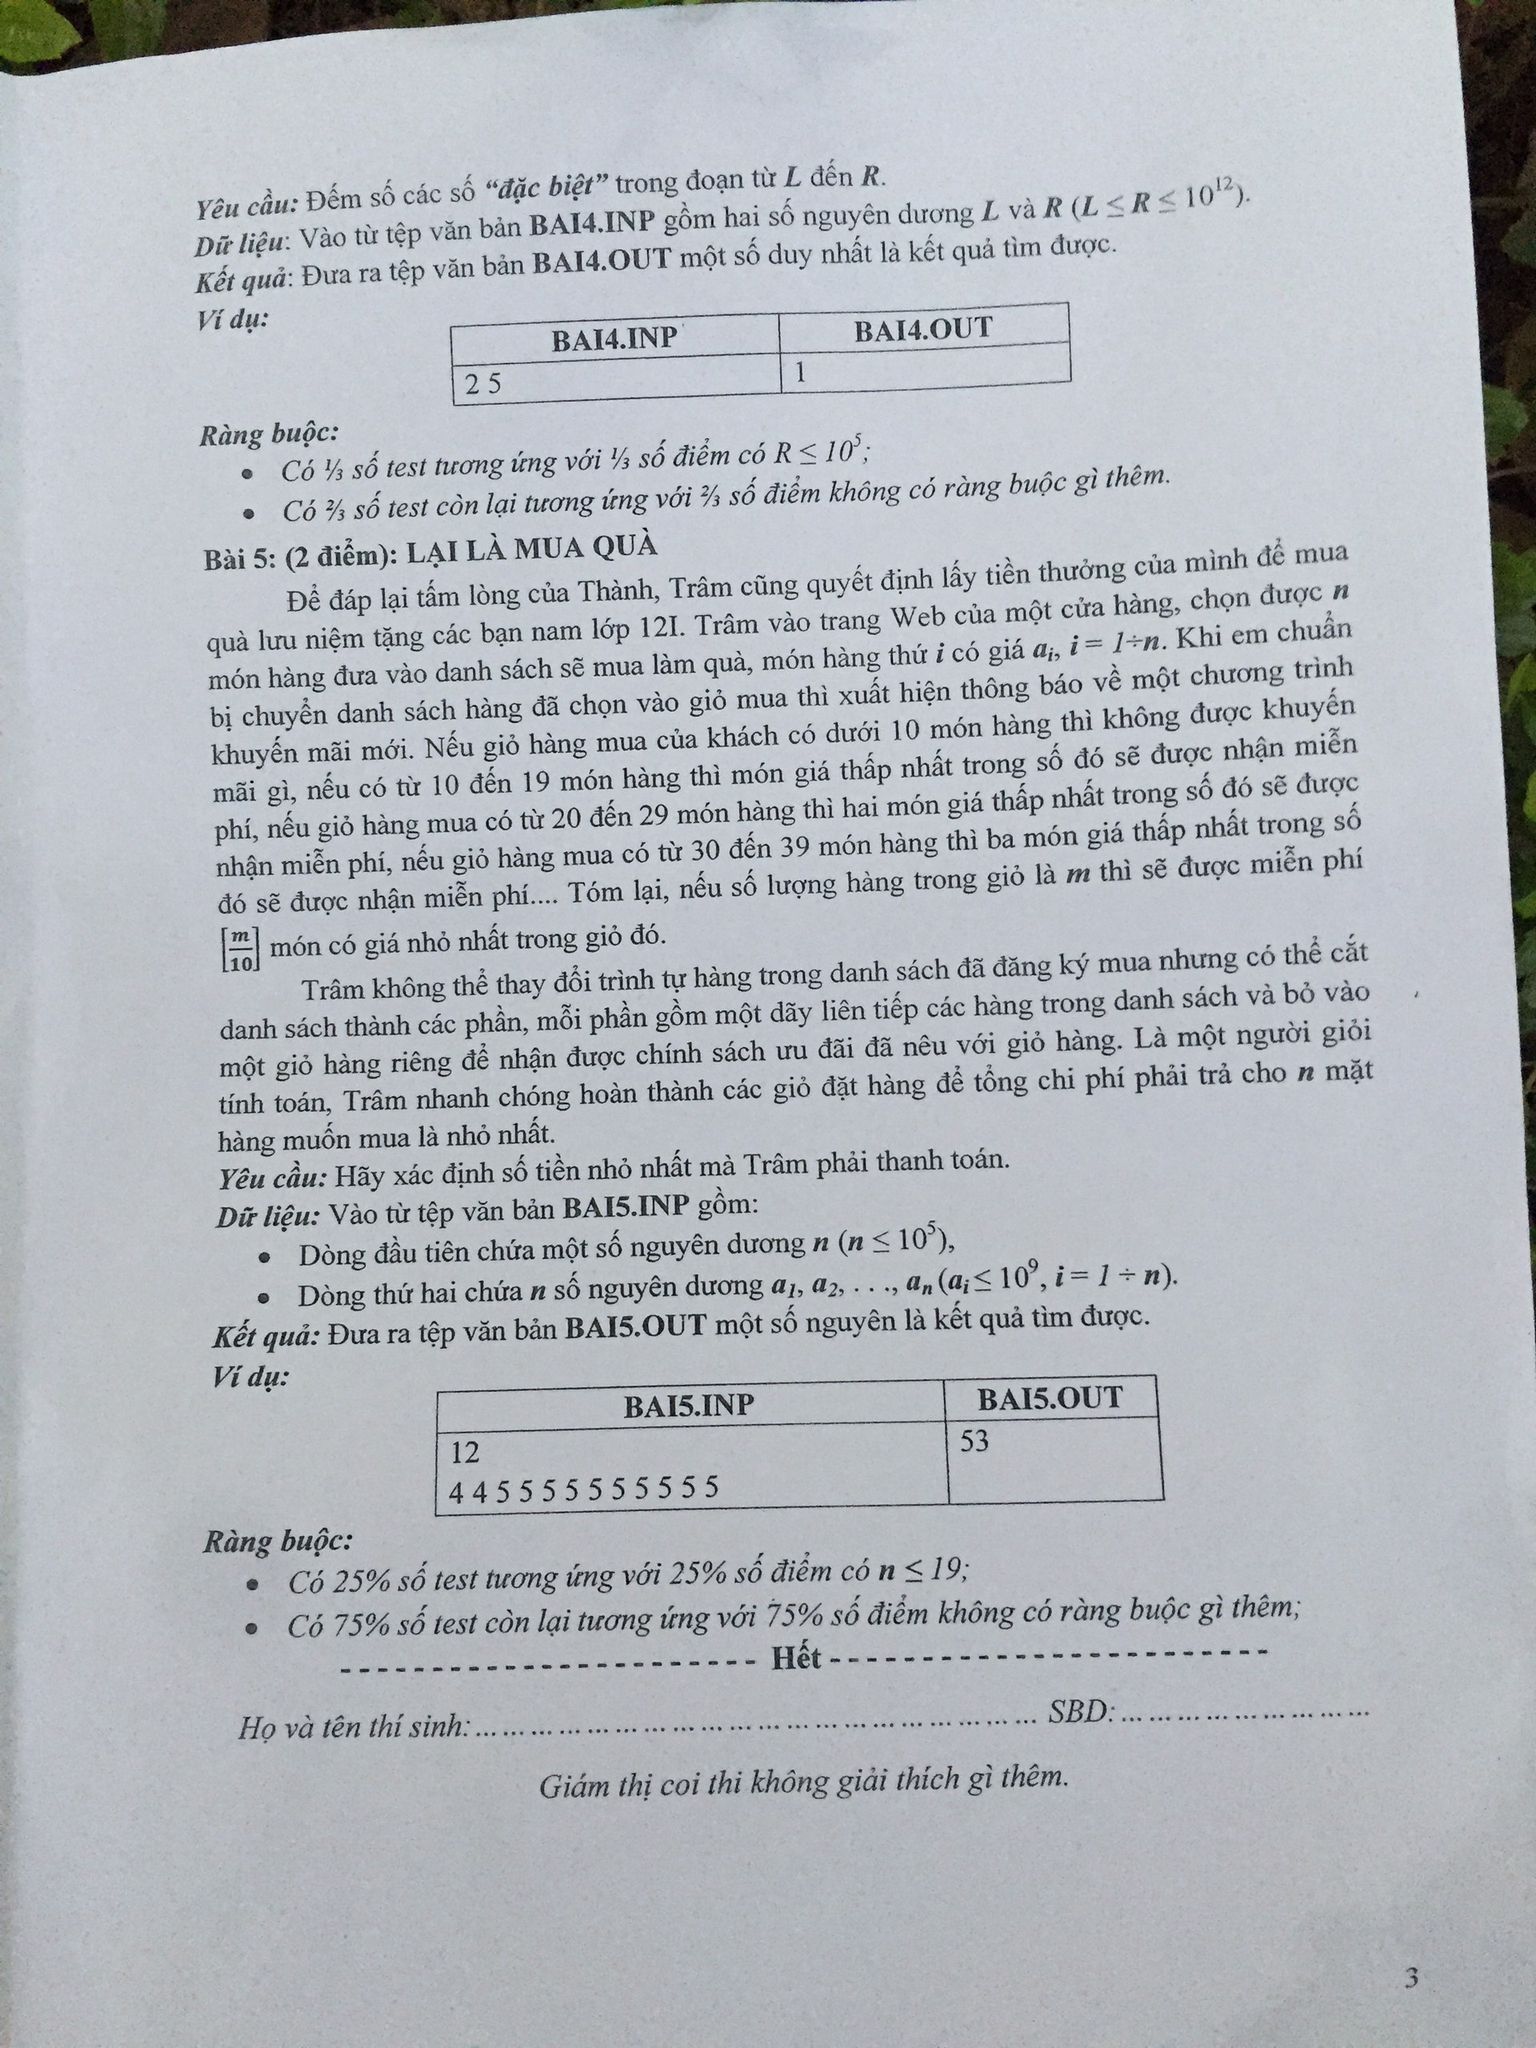 Yêu cầu: Đếm số các số “đặc biệt” trong đoạn từ L đến R.
Dữ liệu: Vào từ tệp văn bản BAI4.INP gồm hai số nguyên dương L và R (L ≤ R ≤ 10¹²).
Kết quả: Đưa ra tệp văn bản BAI4.OUT một số duy nhất là kết quả tìm được.
Ví dụ:
BAI4.INP BAI4.OUT
2 5 1
Ràng buộc:
• Có ⅓ số test tương ứng với ⅓ số điểm có R ≤ 10⁵;
• Có ⅔ số test còn lại tương ứng với ⅔ số điểm không có ràng buộc gì thêm.
Bài 5: (2 điểm): LẠI LÀ MUA QUÀ
Để đáp lại tấm lòng của Thành, Trâm cũng quyết định lấy tiền thưởng của mình để mua
quà lưu niệm tặng các bạn nam lớp 12I. Trâm vào trang Web của một cửa hàng, chọn được n
món hàng đưa vào danh sách sẽ mua làm quà, món hàng thứ i có giá aᵢ, i = 1÷n. Khi em chuẩn
bị chuyển danh sách hàng đã chọn vào giỏ mua thì xuất hiện thông báo về một chương trình
khuyến mãi mới. Nếu giỏ hàng mua của khách có dưới 10 món hàng thì không được khuyến
mãi gì, nếu có từ 10 đến 19 món hàng thì món giá thấp nhất trong số đó sẽ được nhận miễn
phí, nếu giỏ hàng mua có từ 20 đến 29 món hàng thì hai món giá thấp nhất trong số đó sẽ được
nhận miễn phí, nếu giỏ hàng mua có từ 30 đến 39 món hàng thì ba món giá thấp nhất trong số
đó sẽ được nhận miễn phí.... Tóm lại, nếu số lượng hàng trong giỏ là m thì sẽ được miễn phí
[m/10] món có giá nhỏ nhất trong giỏ đó.
Trâm không thể thay đổi trình tự hàng trong danh sách đã đăng ký mua nhưng có thể cắt
danh sách thành các phần, mỗi phần gồm một dãy liên tiếp các hàng trong danh sách và bỏ vào
một giỏ hàng riêng để nhận được chính sách ưu đãi đã nêu với giỏ hàng. Là một người giỏi
tính toán, Trâm nhanh chóng hoàn thành các giỏ đặt hàng để tổng chi phí phải trả cho n mặt
hàng muốn mua là nhỏ nhất.
Yêu cầu: Hãy xác định số tiền nhỏ nhất mà Trâm phải thanh toán.
Dữ liệu: Vào từ tệp văn bản BAI5.INP gồm:
• Dòng đầu tiên chứa một số nguyên dương n (n ≤ 10⁵),
• Dòng thứ hai chứa n số nguyên dương a₁, a₂, . . ., aₙ (aᵢ ≤ 10⁹, i = 1 ÷ n).
Kết quả: Đưa ra tệp văn bản BAI5.OUT một số nguyên là kết quả tìm được.
Ví dụ:
BAI5.INP BAI5.OUT
12 53
4 4 5 5 5 5 5 5 5 5 5 5
Ràng buộc:
• Có 25% số test tương ứng với 25% số điểm có n ≤ 19;
• Có 75% số test còn lại tương ứng với 75% số điểm không có ràng buộc gì thêm;
- - - - - - - - - - - - - - - - - - - - - - - Hết - - - - - - - - - - - - - - - - - - - - - - - -
Họ và tên thí sinh: ........................................................ SBD: ...........................
Giám thị coi thi không giải thích gì thêm.
3